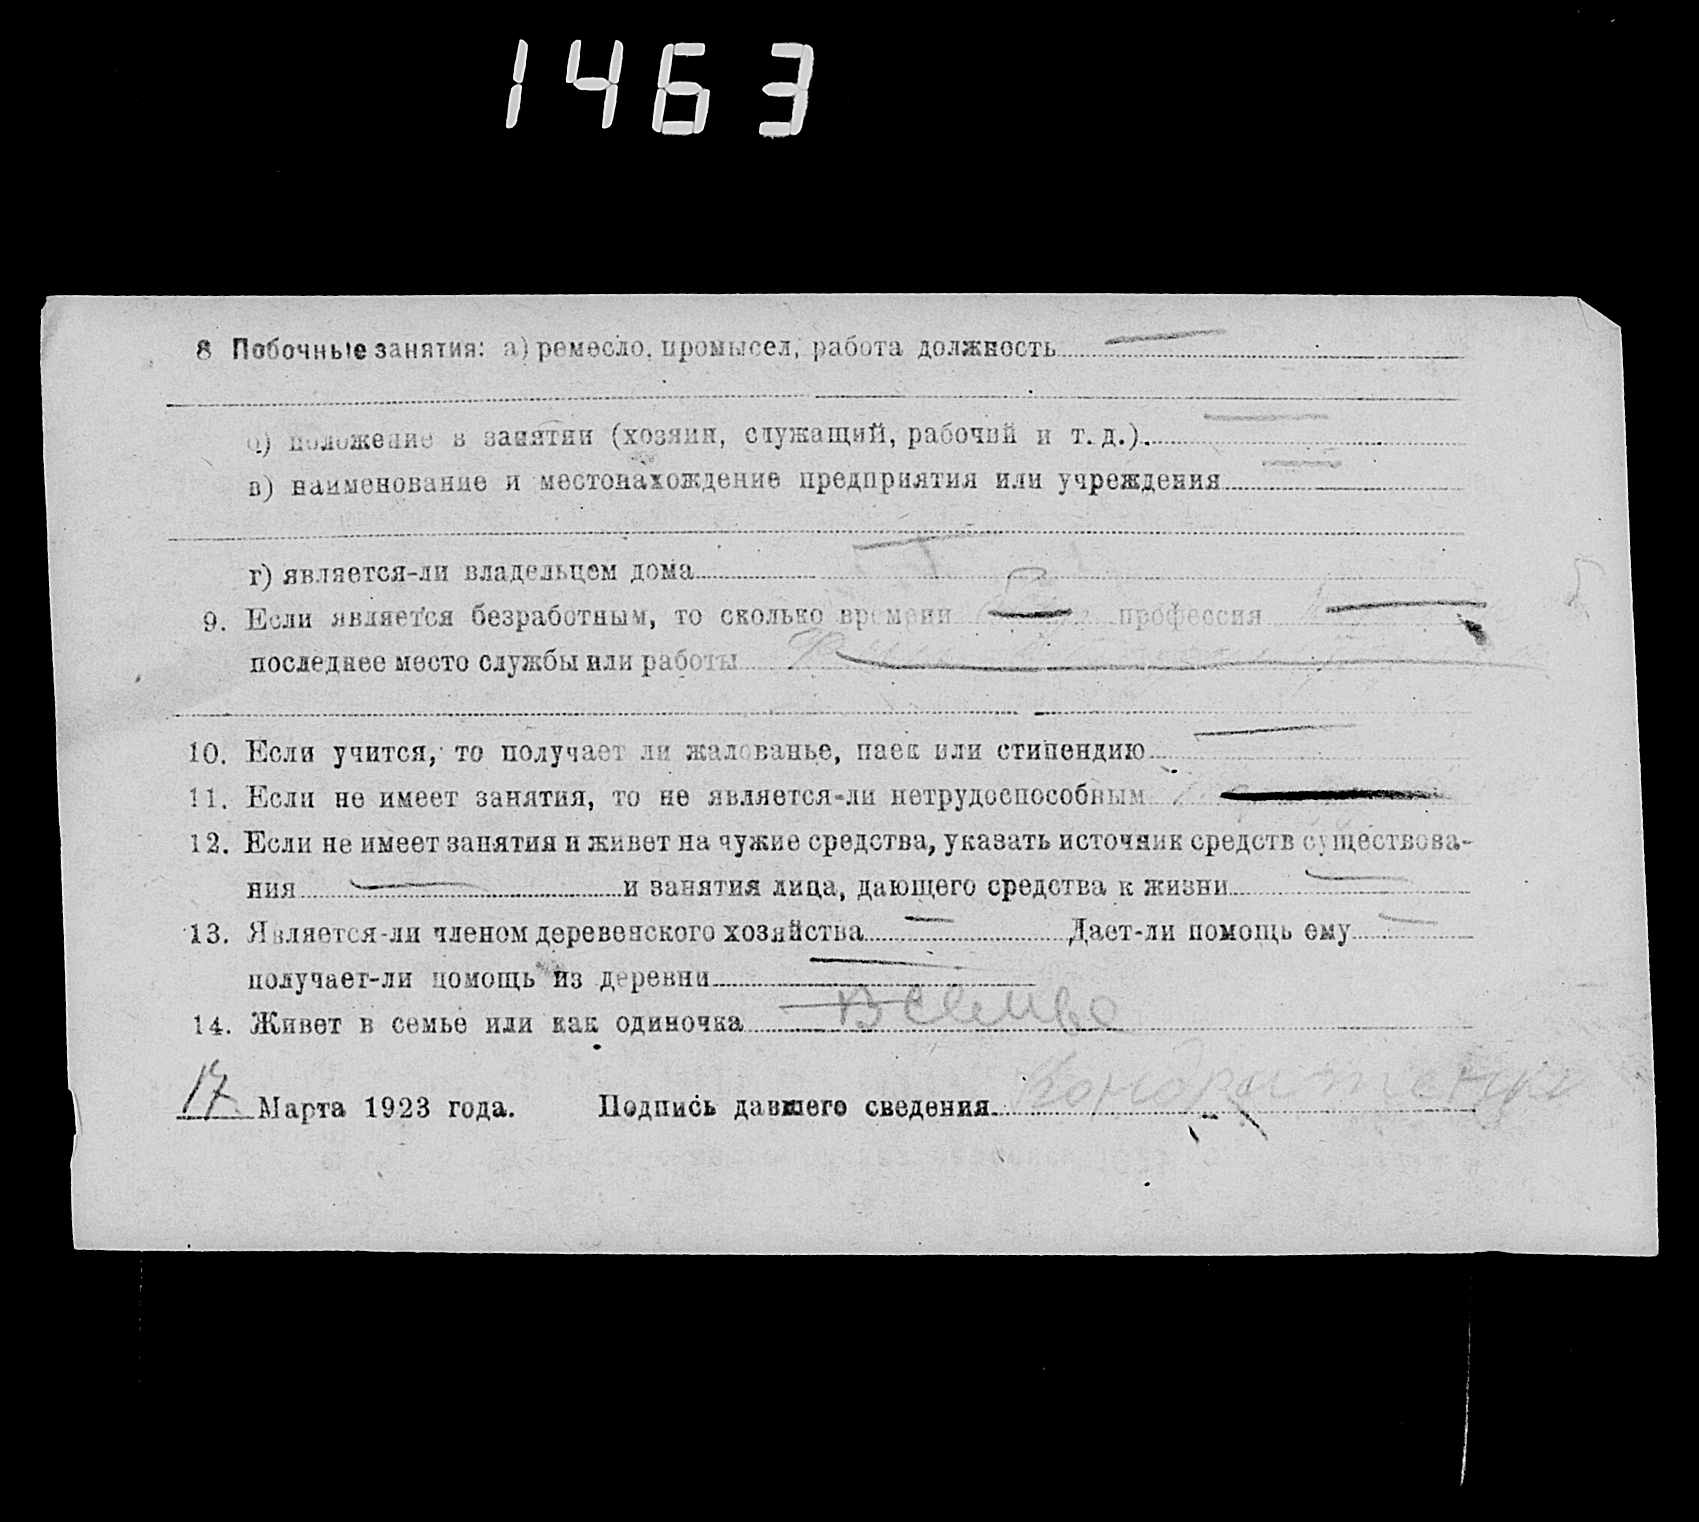 1463
8 Побочные занятия: а) ремесло, промысел, работа должность
б) положение в занятии (хозяин, служащий, рабочий и т. д.)
в) наименование и местонахождение предприятия или учреждения
г) является-ли владельцем дома
9. Если является безработным, то сколько времени профессия
последнее место службы или работы
10. Если учится, то получает ли жалованье, паек или стипендию
11. Если не имеет занятия, то не является-ли нетрудоспособным
12. Если не имеет занятия и живет на чужие средства, указать источник средств существова-
ния и занятия лица, дающего средства к жизни
13. Является-ли членом деревенского хозяйства Дает-ли помощь ему
получает-ли помощь из деревни
14. Живет в семье или как одиночка В семье
17 Марта 1923 года. Подпись давшего сведения Кондратенко